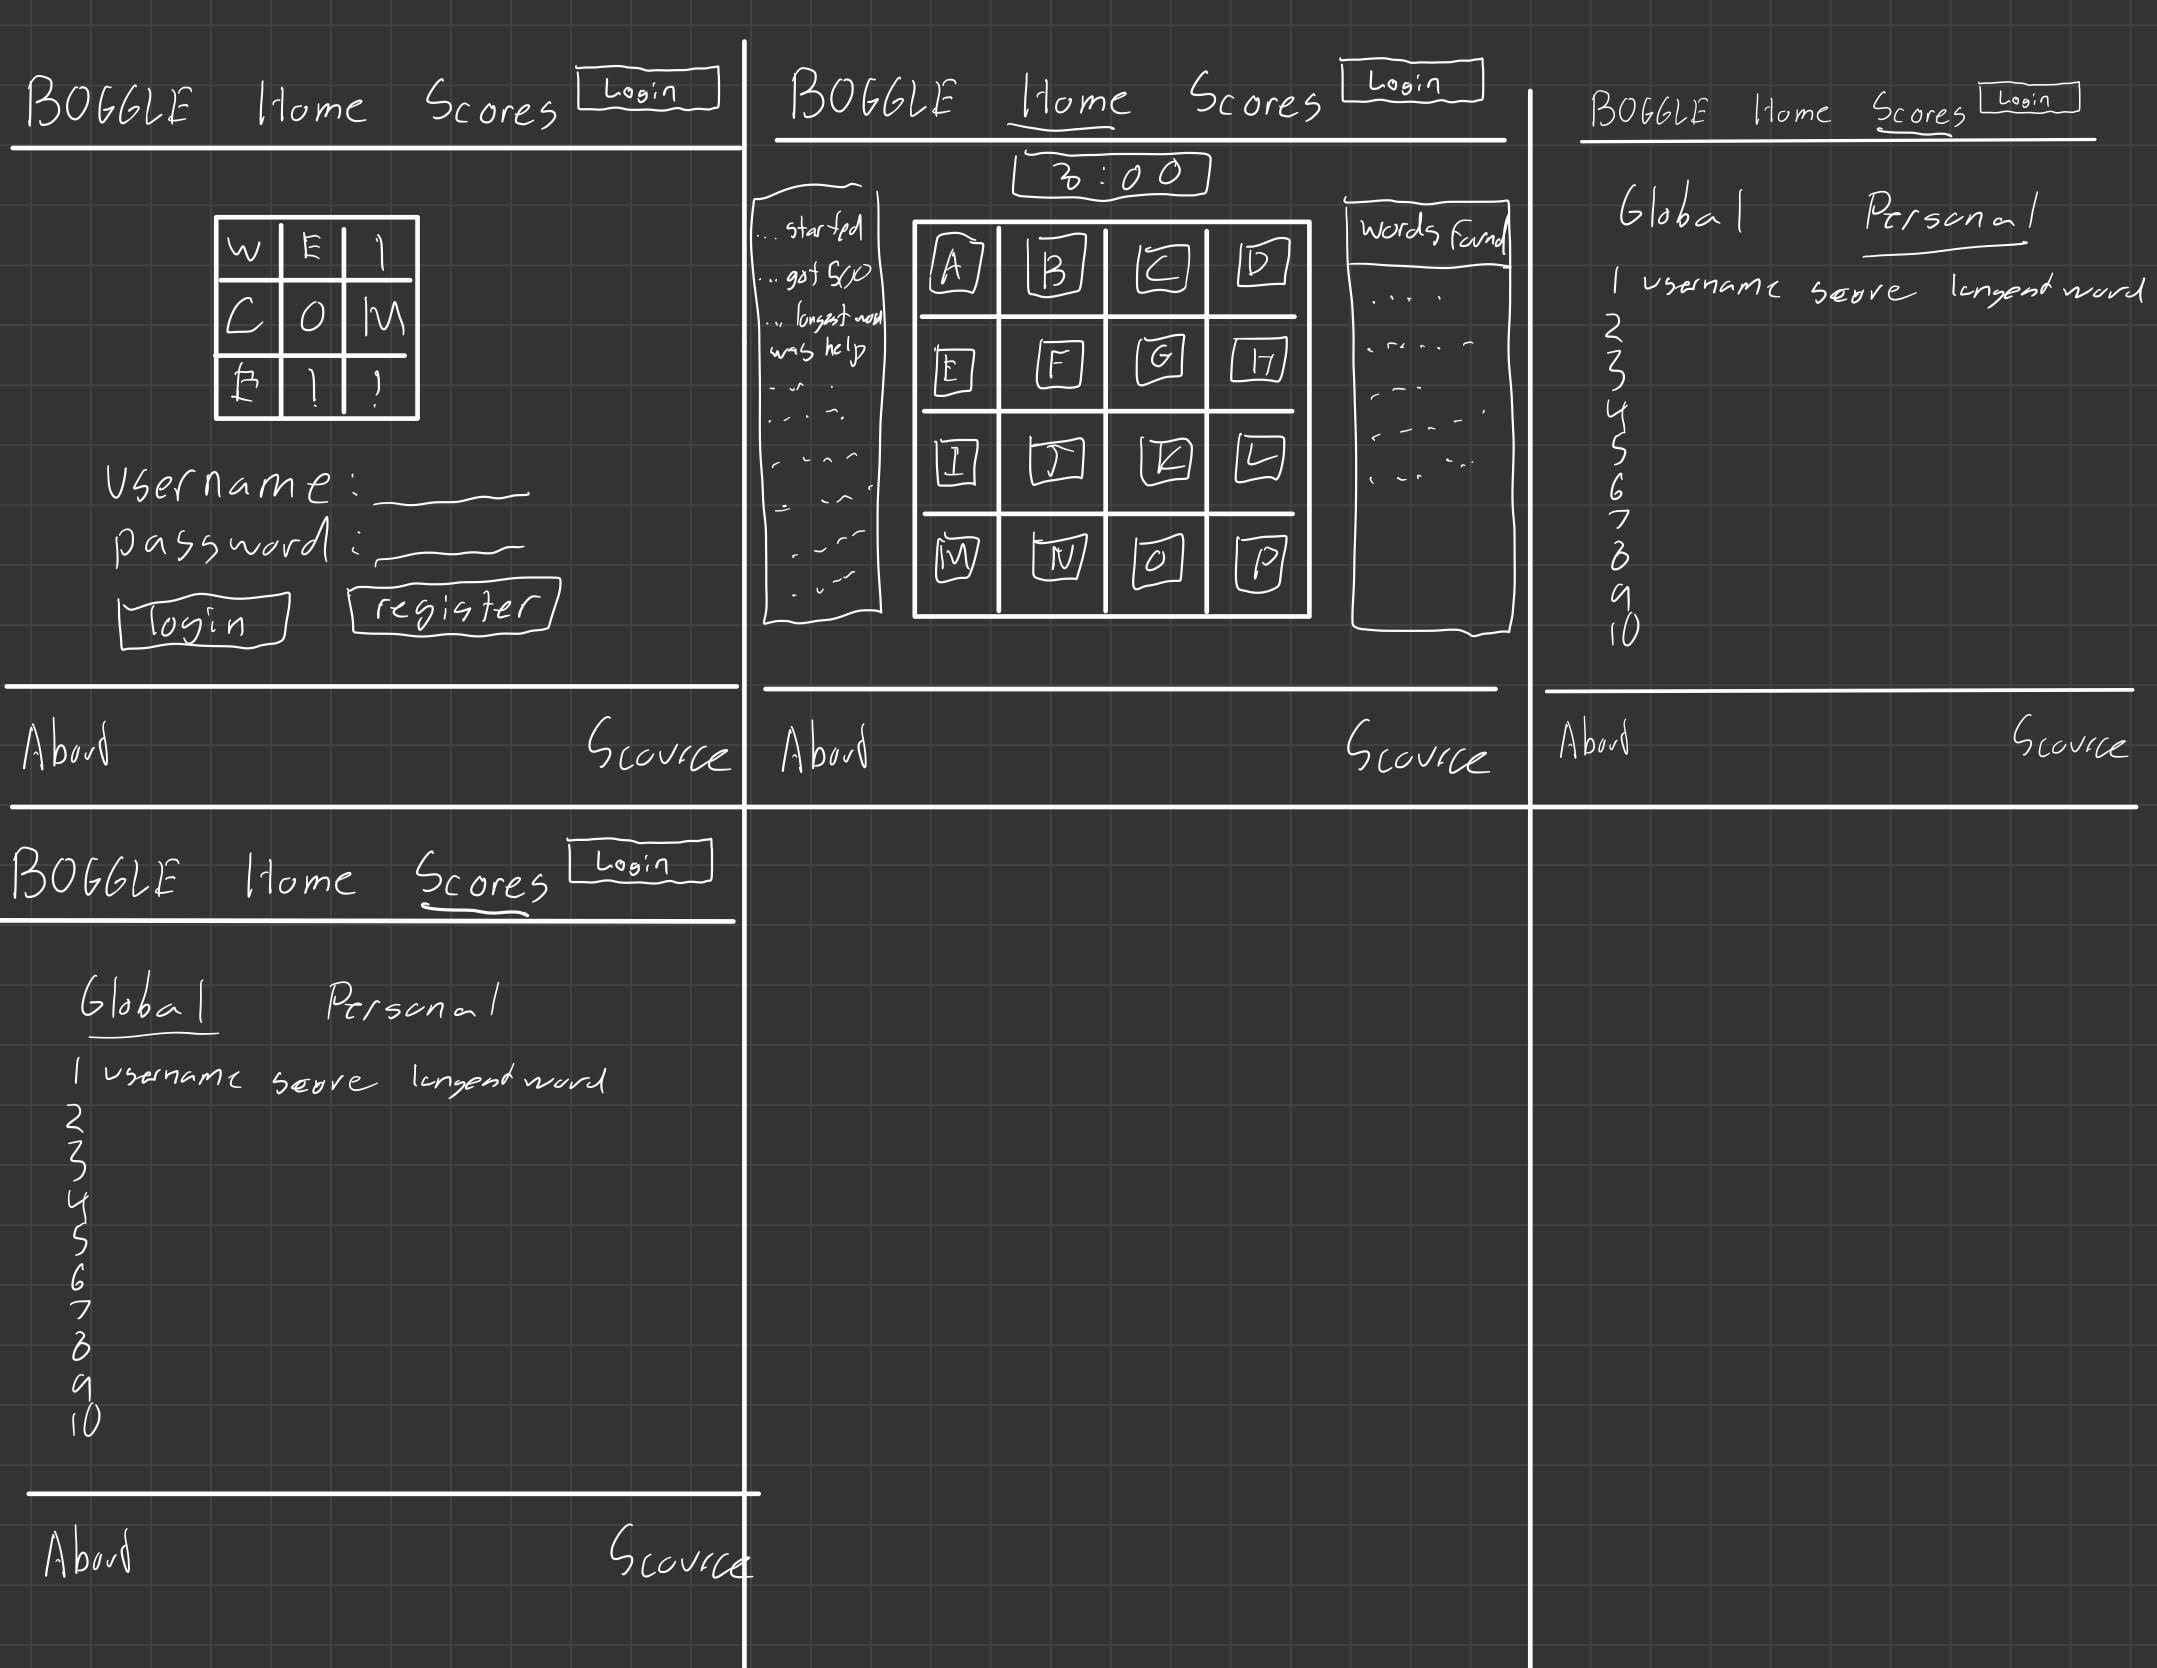 BOGGLE Home Scores Login
W E l
C O M
E ! !
username:
password:
login register
About Scource
BOGGLE Home Scores Login
3:00
... started
... got 500
... longest word
was help
A B C D
E F G H
I J K L
M N O P
words found
About Scource
BOGGLE Home Scores Login
Global Personal
1 username score longest word
2
3
4
5
6
7
8
9
10
About Scource
BOGGLE Home Scores Login
Global Personal
1 username score longest word
2
3
4
5
6
7
8
9
10
About Scource